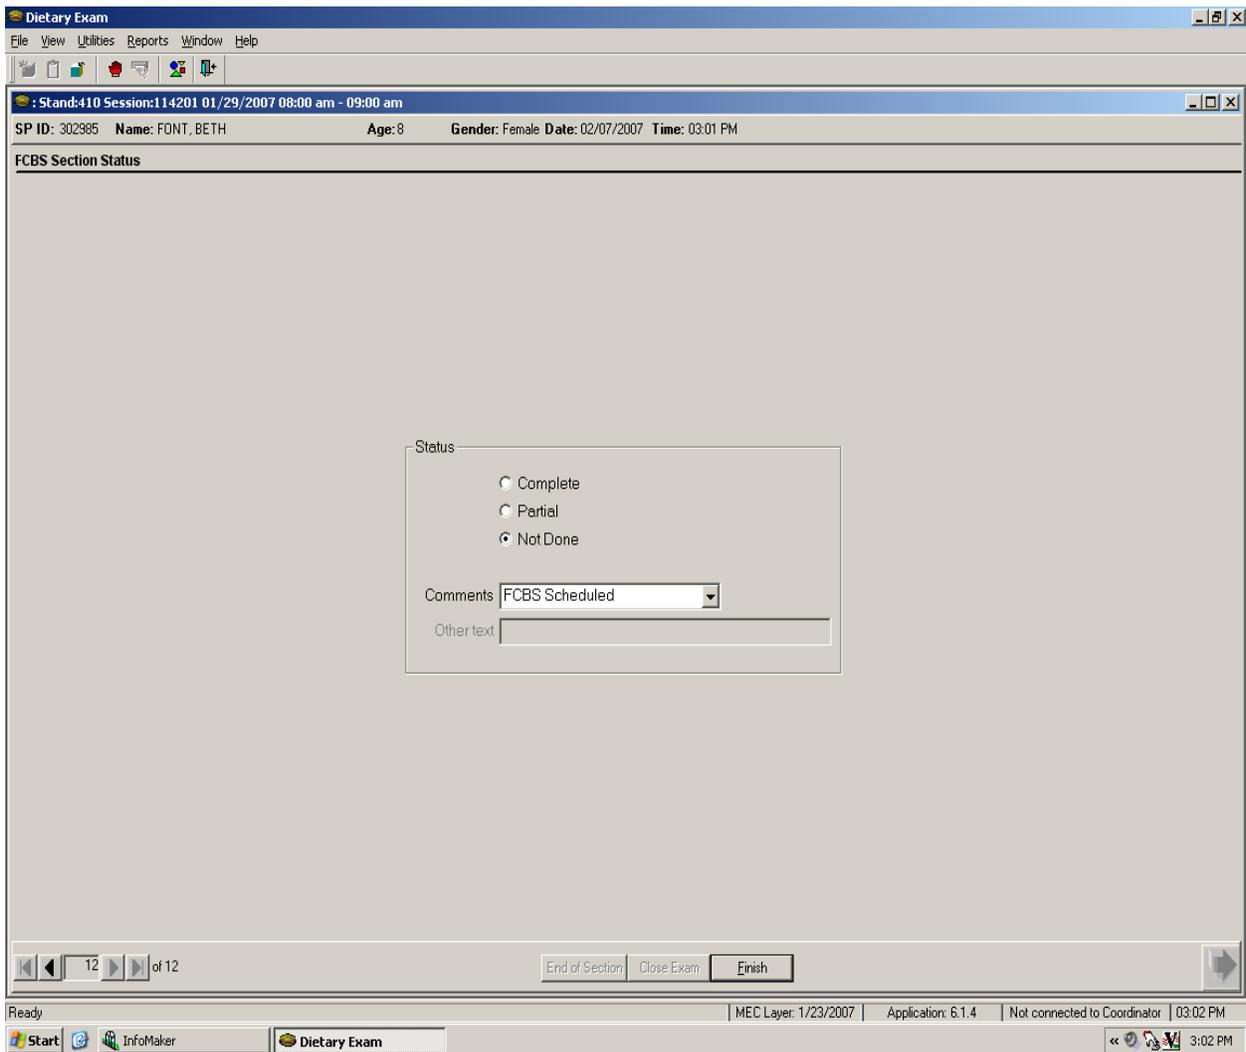 Dietary Exam
File View Utilities Reports Window Help
: Stand:410 Session:114201 01/29/2007 08:00 am - 09:00 am
SP ID: 302985 Name: FONT, BETH Age: 8 Gender: Female Date: 02/07/2007 Time: 03:01 PM
FCBS Section Status
Status
Complete
Partial
Not Done
Comments FCBS Scheduled
Other text
12 of 12 End of Section Close Exam Finish
Ready MEC Layer: 1/23/2007 Application: 6.1.4 Not connected to Coordinator 03:02 PM
Start InfoMaker Dietary Exam « 3:02 PM